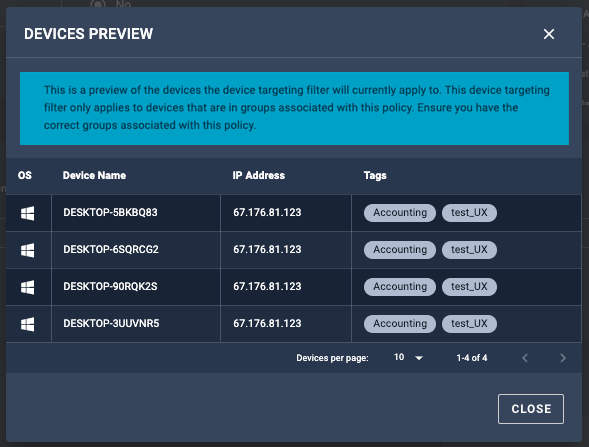 No
DEVICES PREVIEW
This is a preview of the devices the device targeting filter will currently apply to. This device targeting
filter only applies to devices that are in groups associated with this policy. Ensure you have the
correct groups associated with this policy.
OS Device Name IP Address Tags
DESKTOP-5BKBQ83 67.176.81.123 Accounting test_UX
DESKTOP-6SQRCG2 67.176.81.123 Accounting test_UX
DESKTOP-90RQK2S 67.176.81.123 Accounting test_UX
DESKTOP-3UUVNR5 67.176.81.123 Accounting test_UX
Devices per page: 10 1-4 of 4
CLOSE